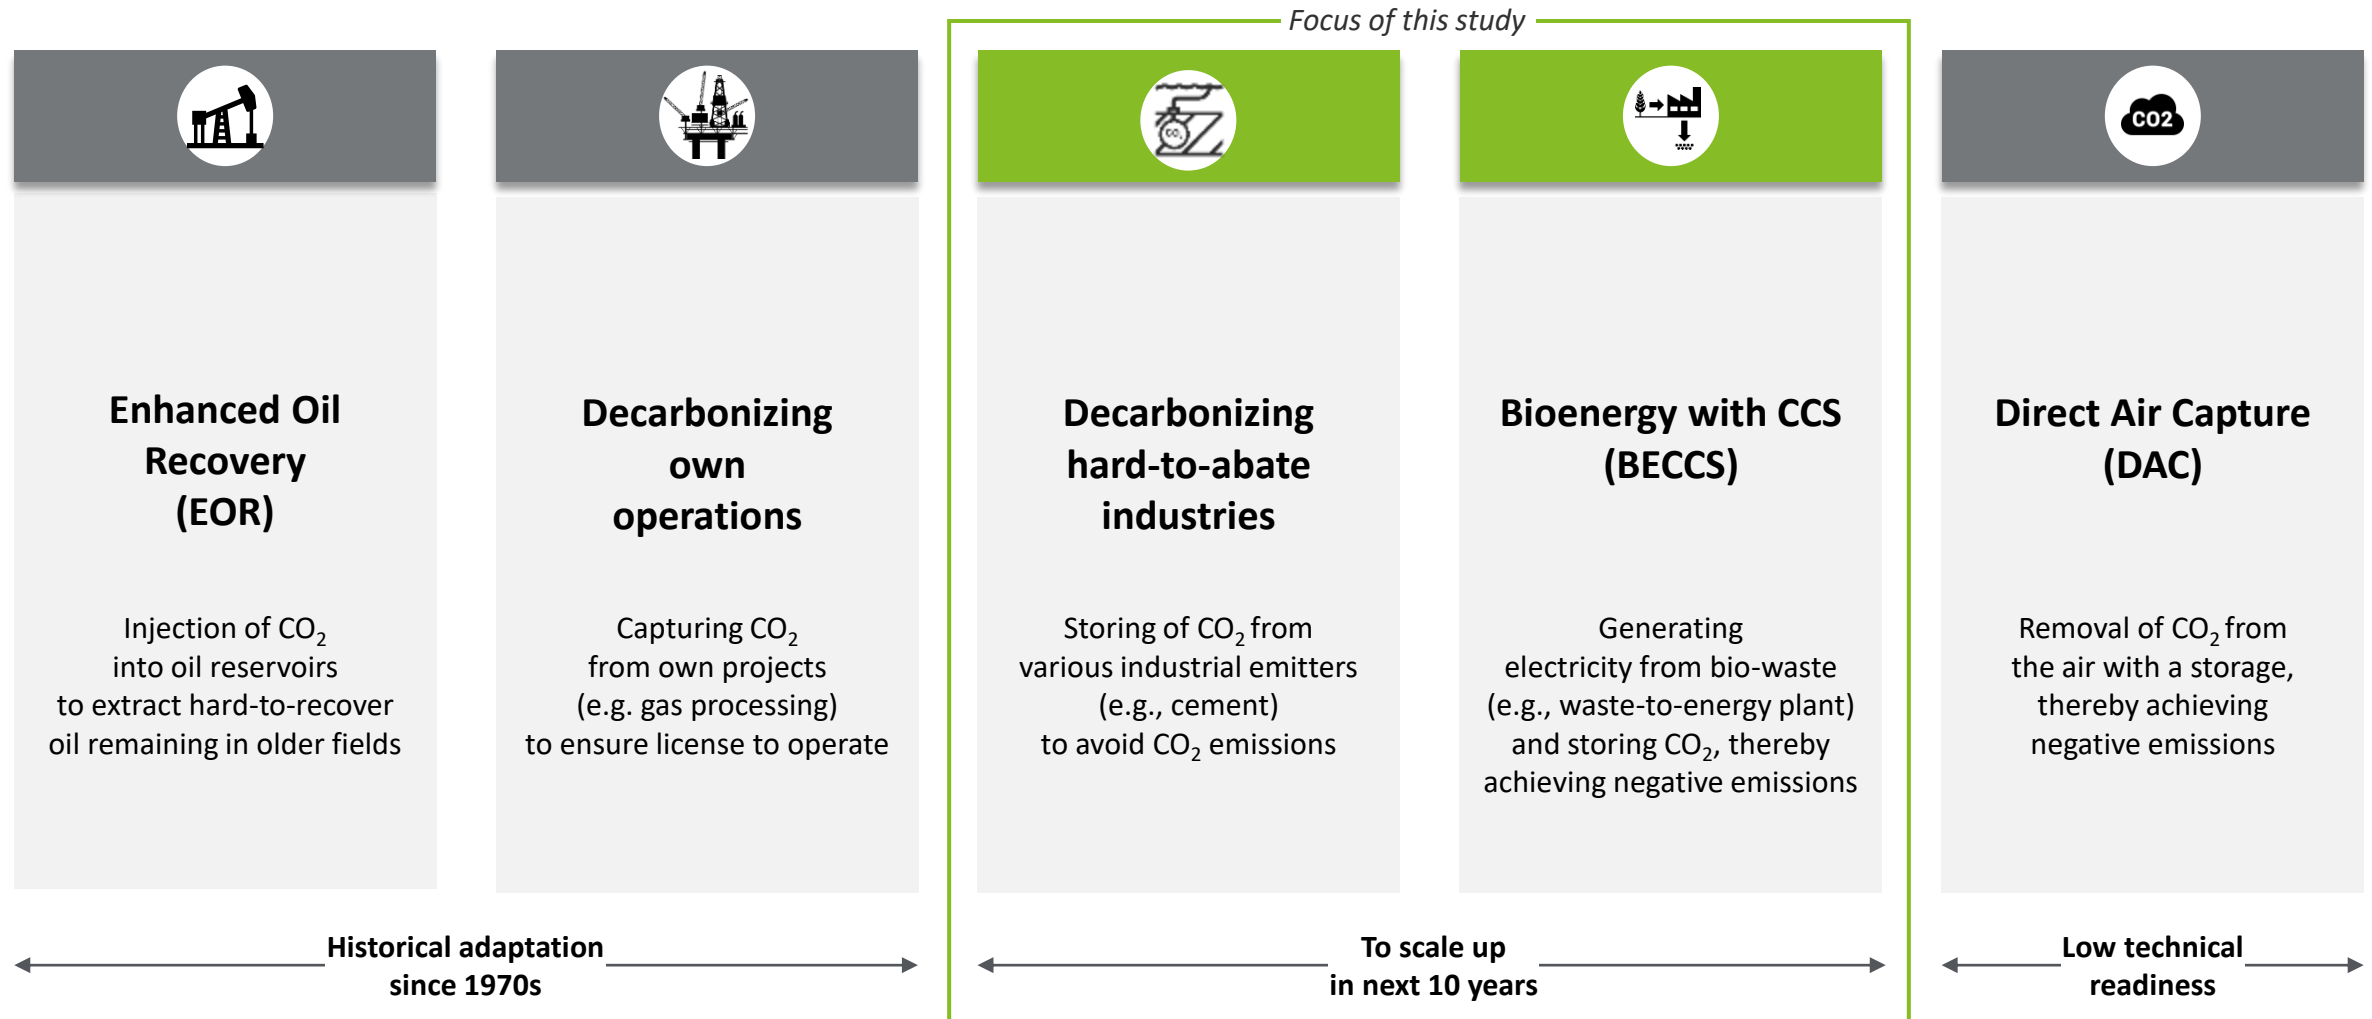 Focus of this study
CO2
CO2
Enhanced Oil
Recovery
(EOR)
Injection of CO2
into oil reservoirs
to extract hard-to-recover
oil remaining in older fields
Decarbonizing
own
operations
Capturing CO2
from own projects
(e.g. gas processing)
to ensure license to operate
Decarbonizing
hard-to-abate
industries
Storing of CO2 from
various industrial emitters
(e.g., cement)
to avoid CO2 emissions
Bioenergy with CCS
(BECCS)
Generating
electricity from bio-waste
(e.g., waste-to-energy plant)
and storing CO2, thereby
achieving negative emissions
Direct Air Capture
(DAC)
Removal of CO2 from
the air with a storage,
thereby achieving
negative emissions
Historical adaptation
since 1970s
To scale up
in next 10 years
Low technical
readiness